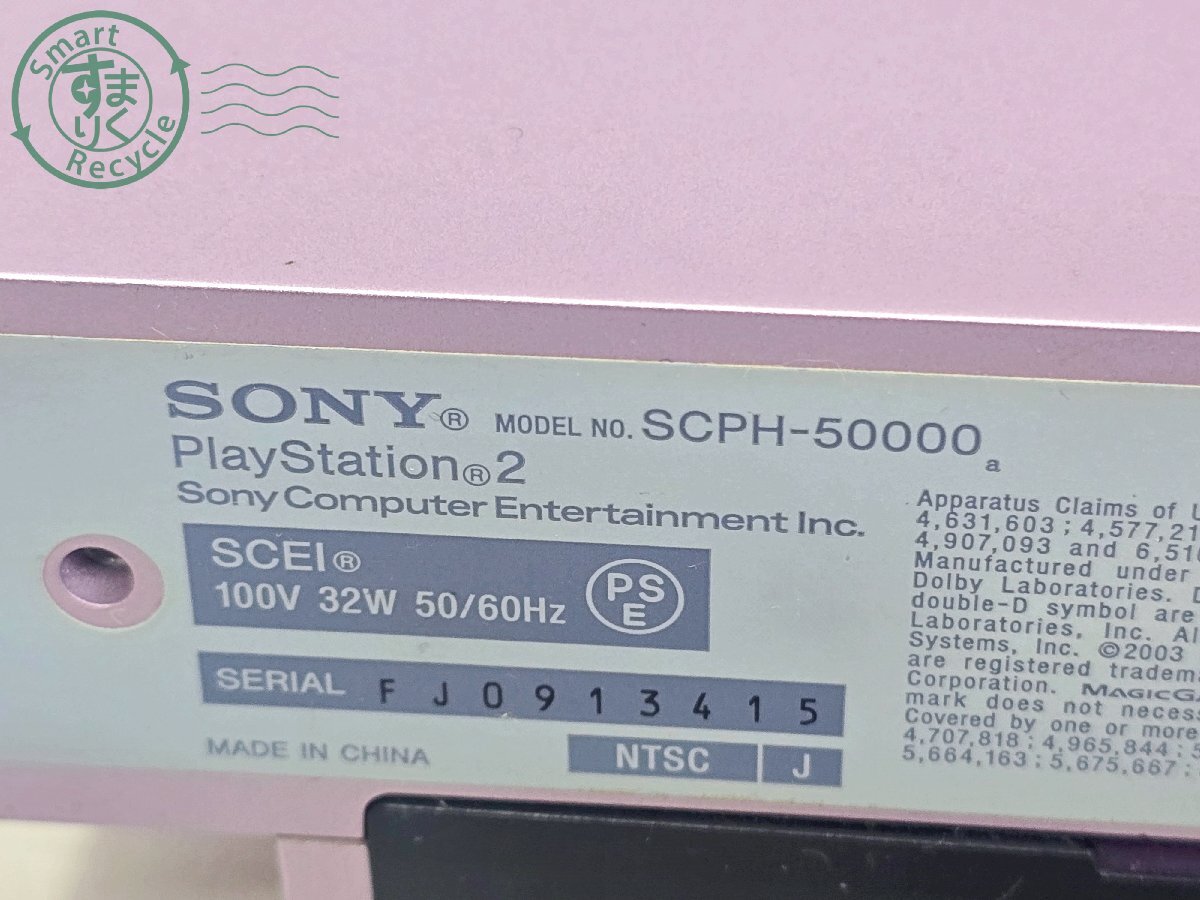 Smart
すまりく
Recycle
SONY® MODEL NO. SCPH-50000 a
PlayStation®2
Sony Computer Entertainment Inc.
SCEI®
100V 32W 50/60Hz
PS
E
SERIAL F J 0 9 1 3 4 1 5
MADE IN CHINA
NTSC J
Apparatus Claims of
4,631,603 ; 4,577,21
4,907,093 and 6,51
Manufactured under
Dolby Laboratories.
double-D symbol are
Laboratories, Inc. Al
Systems, Inc. ©2003
are registered tradema
Corporation. MAGICG
mark does not necess
Covered by one or more
4,707,818 ; 4,965,844 ;
5,664,163 ; 5,675,667 ;